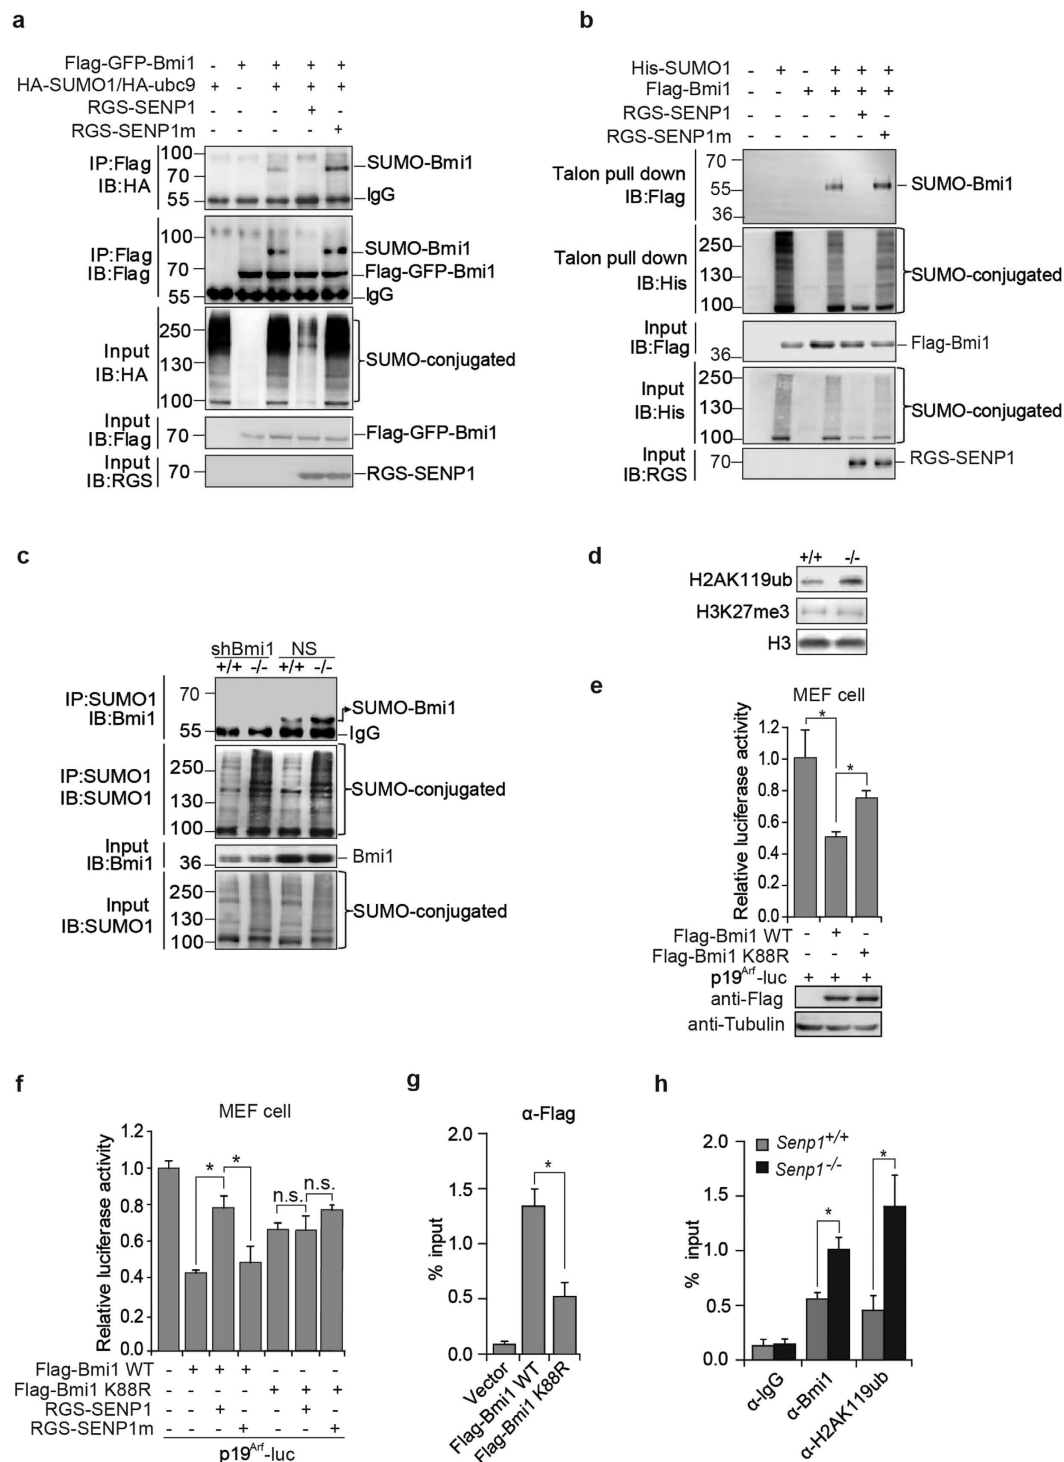 a
Flag-GFP-Bmi1 - + + + +
HA-SUMO1/HA-ubc9 + - + + +
RGS-SENP1 - - - + -
RGS-SENP1m - - - - +
IP:Flag
IB:HA
100
70
55
SUMO-Bmi1
IgG
IP:Flag
IB:Flag
100
70
55
SUMO-Bmi1
Flag-GFP-Bmi1
IgG
Input
IB:HA
250
130
100
SUMO-conjugated
Input
IB:Flag
70
Flag-GFP-Bmi1
Input
IB:RGS
70
RGS-SENP1
b
His-SUMO1 - + - + + +
Flag-Bmi1 - - + + + +
RGS-SENP1 - - - - + -
RGS-SENP1m - - - - - +
Talon pull down
IB:Flag
70
55
36
SUMO-Bmi1
Talon pull down
IB:His
250
130
100
SUMO-conjugated
Input
IB:Flag
36
Flag-Bmi1
Input
IB:His
250
130
100
SUMO-conjugated
Input
IB:RGS
70
RGS-SENP1
c
shBmi1 NS
+/+ -/- +/+ -/-
IP:SUMO1
IB:Bmi1
70
55
SUMO-Bmi1
IgG
IP:SUMO1
IB:SUMO1
250
130
100
SUMO-conjugated
Input
IB:Bmi1
36
Bmi1
Input
IB:SUMO1
250
130
100
SUMO-conjugated
d
+/+ -/-
H2AK119ub
H3K27me3
H3
e
MEF cell
Relative luciferase activity
1.2
1.0
0.8
0.6
0.4
0.2
0.0
*
*
Flag-Bmi1 WT - + -
Flag-Bmi1 K88R - - +
p19Arf-luc + + +
anti-Flag
anti-Tubulin
f
MEF cell
Relative luciferase activity
1.2
1.0
0.8
0.6
0.4
0.2
0.0
* *
n.s. n.s.
Flag-Bmi1 WT - + + + - - -
Flag-Bmi1 K88R - - - - + + +
RGS-SENP1 - - + - - + -
RGS-SENP1m - - - + - - +
p19Arf-luc
g
α-Flag
% input
2.0
1.5
1.0
0.5
0.0
*
Vector
Flag-Bmi1 WT
Flag-Bmi1 K88R
h
Senp1+/+
Senp1-/-
% input
2.0
1.5
1.0
0.5
0.0
*
*
α-IgG
α-Bmi1
α-H2AK119ub